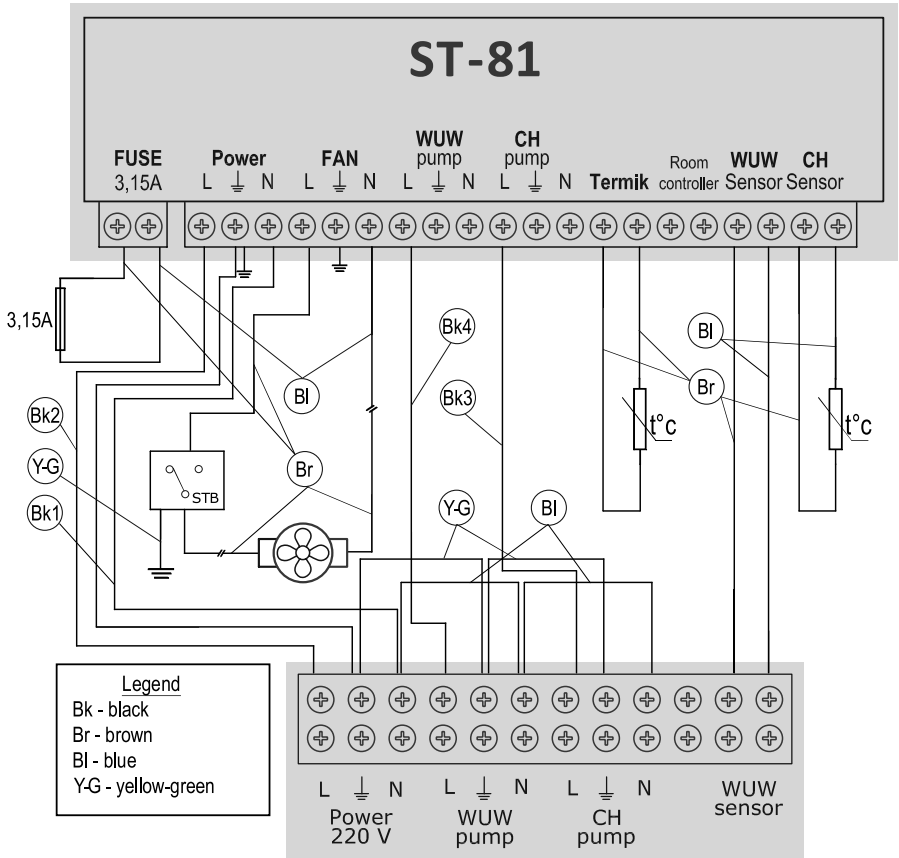 ST-81
FUSE
3,15A
Power
L N
FAN
L N
WUW
pump
L N
CH
pump
L N
Termik
Room
controller
WUW
Sensor
CH
Sensor
3,15A
Bk4
Bl
Bk3
Bl
Br
Bk2
t°c
t°c
Y-G
Br
STB
Bk1
Y-G
Bl
Legend
Bk - black
Br - brown
Bl - blue
Y-G - yellow-green
L N
Power
220 V
L N
WUW
pump
L N
CH
pump
WUW
sensor